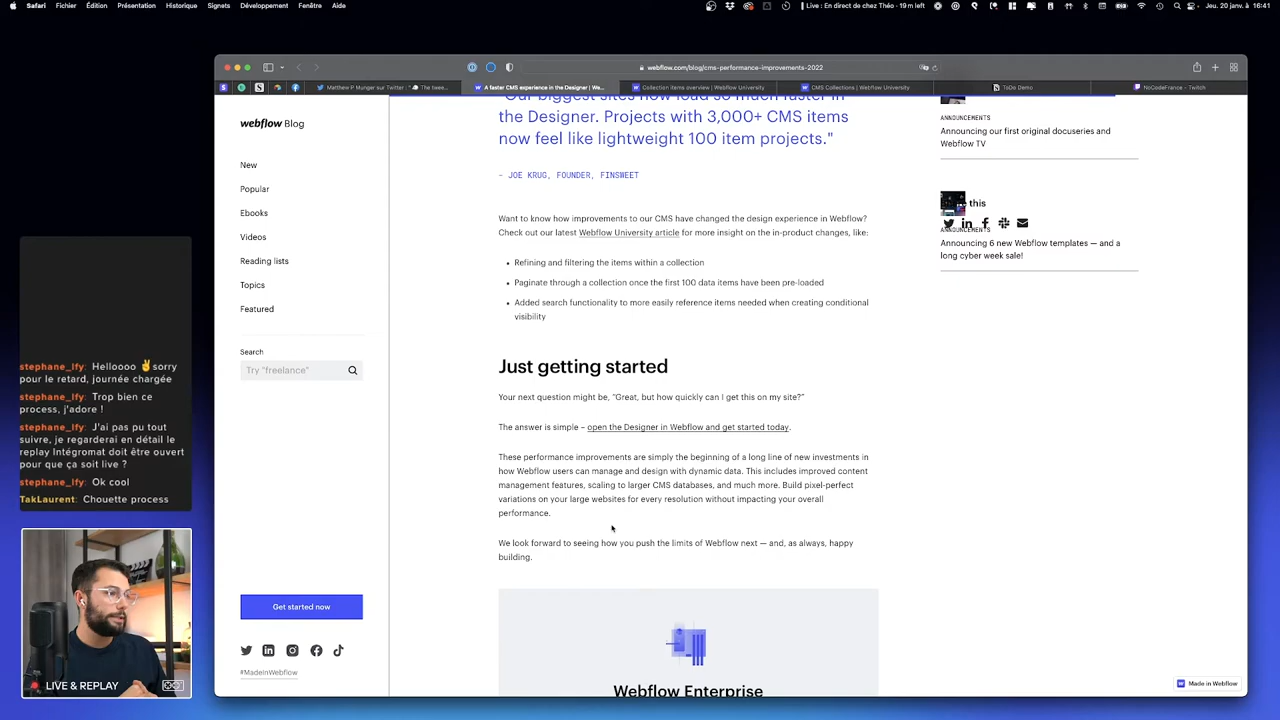 Safari Fichier Édition Présentation Historique Signets Développement Fenêtre Aide
Live : En direct de chez Théo · 19 m left
Jeu. 20 janv. à 16:41
webflow.com/blog/cms-performance-improvements-2022
Matthew P Munger sur Twitter :
The twee...
A faster CMS experience in the Designer | We...
Collection items overview | Webflow University
CMS Collections | Webflow University
ToDo Demo
NoCodeFrance - Twitch
webflow Blog
New
Popular
Ebooks
Videos
Reading lists
Topics
Featured
Search
Try "freelance"
Get started now
#MadeinWebflow
"Our biggest sites now load so much faster in
the Designer. Projects with 3,000+ CMS items
now feel like lightweight 100 item projects."
– JOE KRUG, FOUNDER, FINSWEET
Want to know how improvements to our CMS have changed the design experience in Webflow?
Check out our latest Webflow University article for more insight on the in-product changes, like:
• Refining and filtering the items within a collection
• Paginate through a collection once the first 100 data items have been pre-loaded
• Added search functionality to more easily reference items needed when creating conditional
visibility
Just getting started
Your next question might be, “Great, but how quickly can I get this on my site?”
The answer is simple – open the Designer in Webflow and get started today.
These performance improvements are simply the beginning of a long line of new investments in
how Webflow users can manage and design with dynamic data. This includes improved content
management features, scaling to larger CMS databases, and much more. Build pixel-perfect
variations on your large websites for every resolution without impacting your overall
performance.
We look forward to seeing how you push the limits of Webflow next — and, as always, happy
building.
Webflow Enterprise
ANNOUNCEMENTS
Announcing our first original docuseries and
Webflow TV
this
ANNOUNCEMENTS
Announcing 6 new Webflow templates — and a
long cyber week sale!
Made in Webflow
stephane_lfy: Helloooo ✌️sorry
pour le retard, journée chargée
stephane_lfy: Trop bien ce
process, j'adore !
stephane_lfy: J'ai pas pu tout
suivre, je regarderai en détail le
replay Intégromat doit être ouvert
pour que ça soit live ?
stephane_lfy: Ok cool
TakLaurent: Chouette process
LIVE & REPLAY